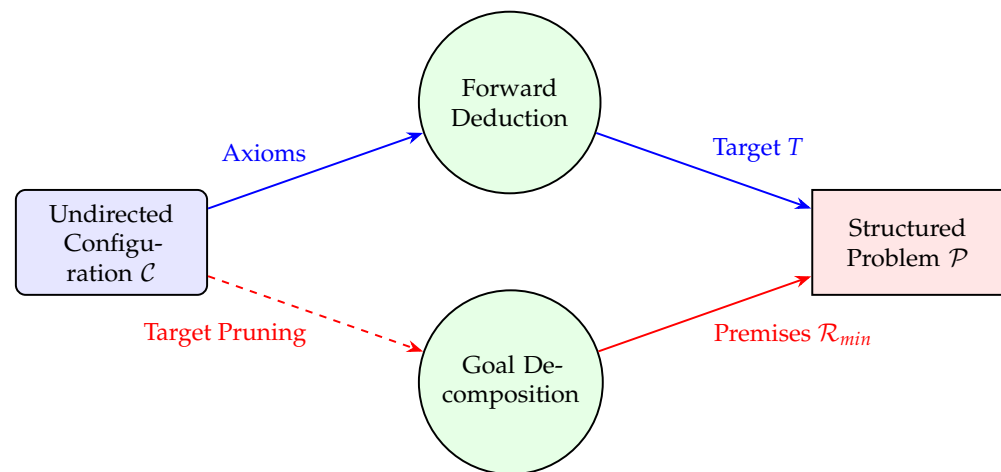 Forward
Deduction
Axioms
Target T
Undirected
Configu-
ration C
Structured
Problem P
Target Pruning
Premises R_min
Goal De-
composition